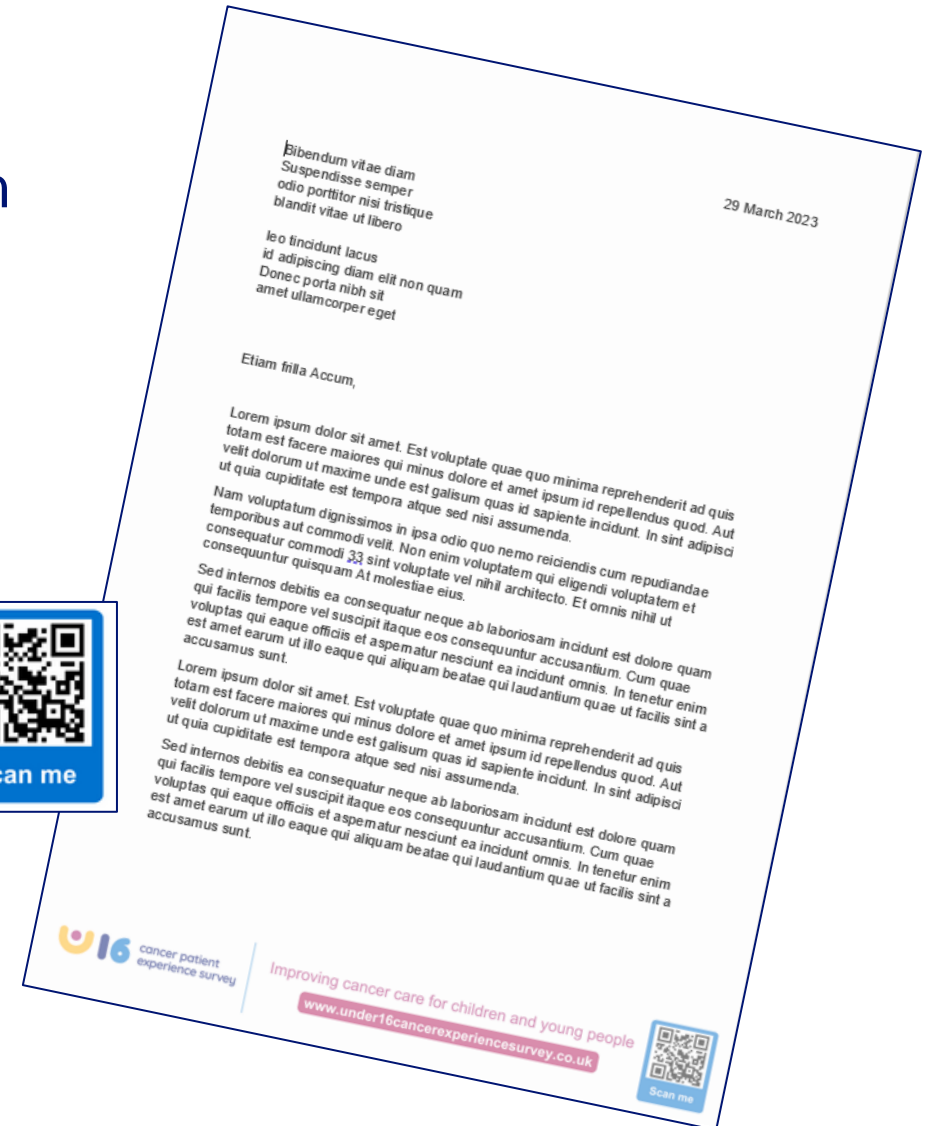 Bibendum vitae diam
Suspendisse semper
odio porttitor nisi tristique
blandit vitae ut libero
29 March 2023
leo tincidunt lacus
id adipiscing diam elit non quam
Donec porta nibh sit
amet ullamcorper eget
Etiam frilla Accum,
Lorem ipsum dolor sit amet. Est voluptate quae quo minima reprehenderit ad quis
totam est facere maiores qui minus dolore et amet ipsum id repellendus quod. Aut
velit dolorum ut maxime unde est galisum quas id sapiente incidunt. In sint adipisci
ut quia cupiditate est tempora atque sed nisi assumenda.
Nam voluptatum dignissimos in ipsa odio quo nemo reiciendis cum repudiandae
temporibus aut commodi velit. Non enim voluptatem qui eligendi voluptatem et
consequatur commodi 33 sint voluptate vel nihil architecto. Et omnis nihil ut
consequuntur quisquam At molestiae eius.
Sed internos debitis ea consequatur neque ab laboriosam incidunt est dolore quam
qui facilis tempore vel suscipit itaque eos consequuntur accusantium. Cum quae
voluptas qui eaque officiis et aspernatur nesciunt ea incidunt omnis. In tenetur enim
est amet earum ut illo eaque qui aliquam beatae qui laudantium quae ut facilis sint a
accusamus sunt.
Lorem ipsum dolor sit amet. Est voluptate quae quo minima reprehenderit ad quis
totam est facere maiores qui minus dolore et amet ipsum id repellendus quod. Aut
velit dolorum ut maxime unde est galisum quas id sapiente incidunt. In sint adipisci
ut quia cupiditate est tempora atque sed nisi assumenda.
Sed internos debitis ea consequatur neque ab laboriosam incidunt est dolore quam
qui facilis tempore vel suscipit itaque eos consequuntur accusantium. Cum quae
voluptas qui eaque officiis et aspernatur nesciunt ea incidunt omnis. In tenetur enim
est amet earum ut illo eaque qui aliquam beatae qui laudantium quae ut facilis sint a
accusamus sunt.
can me
U16 cancer patient
experience survey
Improving cancer care for children and young people
www.under16cancerexperiencesurvey.co.uk
Scan me